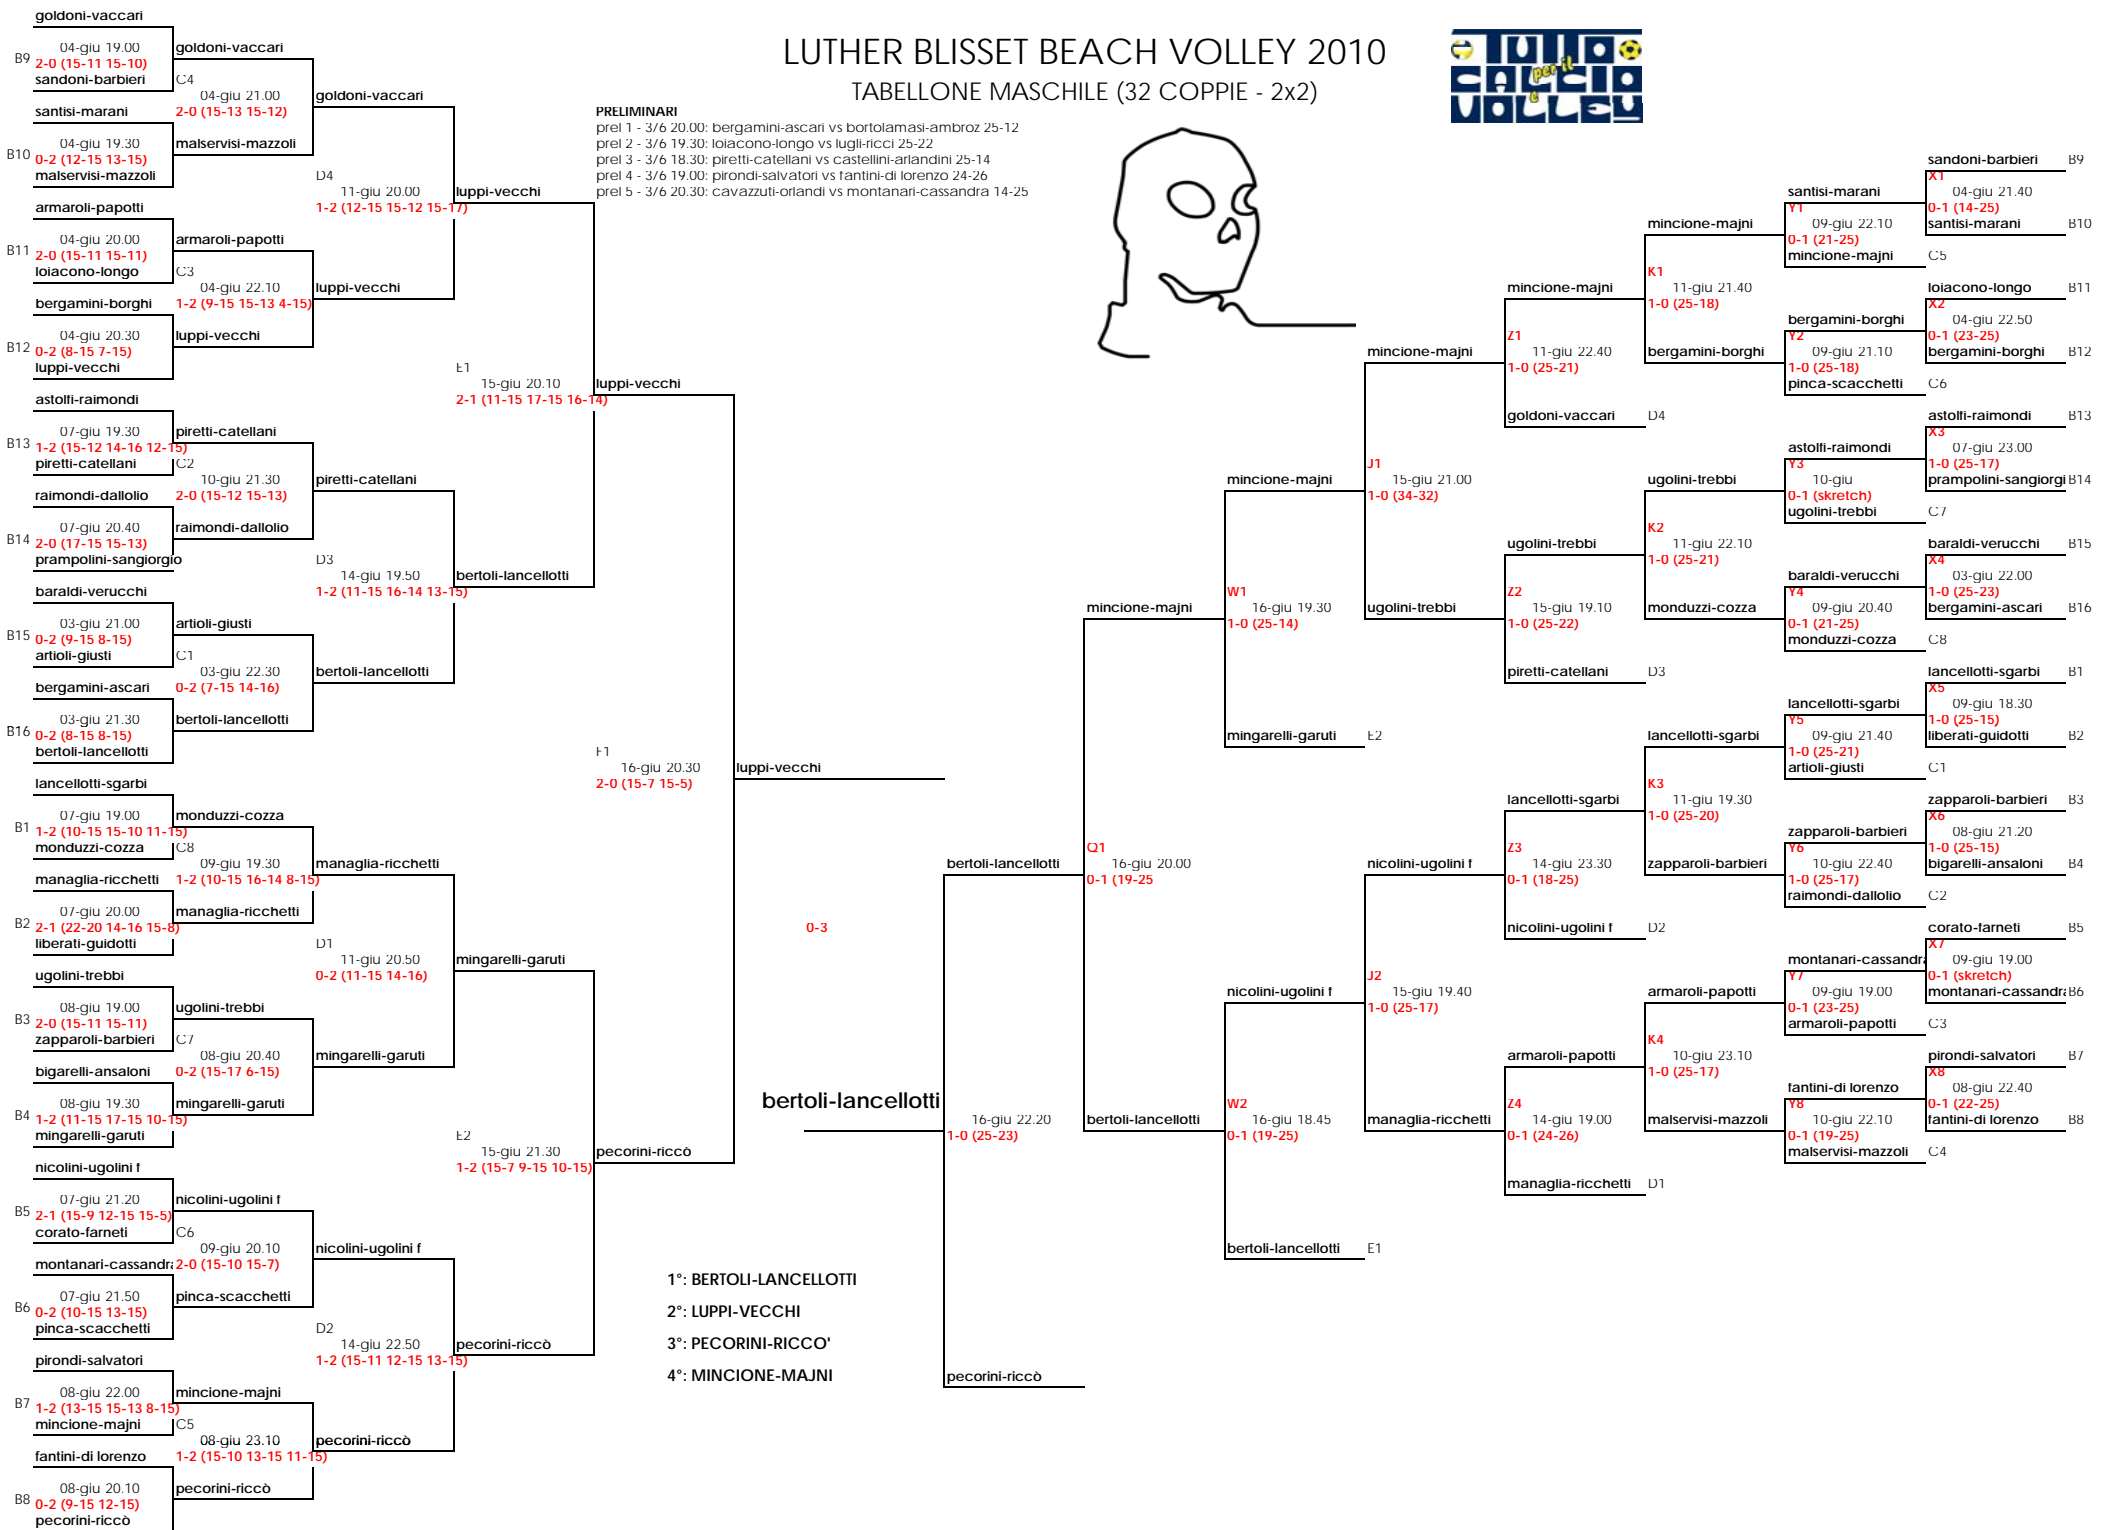 LUTHER BLISSET BEACH VOLLEY 2010
TABELLONE MASCHILE (32 COPPIE - 2x2)
TUTTO
per il
CALCIO
e
VOLLEY
PRELIMINARI
prel 1 - 3/6 20.00: bergamini-ascari vs bortolamasi-ambroz 25-12
prel 2 - 3/6 19.30: loiacono-longo vs lugli-ricci 25-22
prel 3 - 3/6 18.30: piretti-catellani vs castellini-arlandini 25-14
prel 4 - 3/6 19.00: pirondi-salvatori vs fantini-di lorenzo 24-26
prel 5 - 3/6 20.30: cavazzuti-orlandi vs montanari-cassandra 14-25
goldoni-vaccari
04-giu 19.00
B9
2-0 (15-11 15-10)
sandoni-barbieri
santisi-marani
04-giu 19.30
B10
0-2 (12-15 13-15)
malservisi-mazzoli
armaroli-papotti
04-giu 20.00
B11
2-0 (15-11 15-11)
loiacono-longo
bergamini-borghi
04-giu 20.30
B12
0-2 (8-15 7-15)
luppi-vecchi
astolfi-raimondi
07-giu 19.30
B13
1-2 (15-12 14-16 12-15)
piretti-catellani
raimondi-dallolio
07-giu 20.40
B14
2-0 (17-15 15-13)
prampolini-sangiorgio
baraldi-verucchi
03-giu 21.00
B15
0-2 (9-15 8-15)
artioli-giusti
bergamini-ascari
03-giu 21.30
B16
0-2 (8-15 8-15)
bertoli-lancellotti
lancellotti-sgarbi
07-giu 19.00
B1
1-2 (10-15 15-10 11-15)
monduzzi-cozza
managlia-ricchetti
07-giu 20.00
B2
2-1 (22-20 14-16 15-8)
liberati-guidotti
ugolini-trebbi
08-giu 19.00
B3
2-0 (15-11 15-11)
zapparoli-barbieri
bigarelli-ansaloni
08-giu 19.30
B4
1-2 (11-15 17-15 10-15)
mingarelli-garuti
nicolini-ugolini f
07-giu 21.20
B5
2-1 (15-9 12-15 15-5)
corato-farneti
montanari-cassandra
07-giu 21.50
B6
0-2 (10-15 13-15)
pinca-scacchetti
pirondi-salvatori
08-giu 22.00
B7
1-2 (13-15 15-13 8-15)
mincione-majni
fantini-di lorenzo
08-giu 20.10
B8
0-2 (9-15 12-15)
pecorini-riccò
goldoni-vaccari
C4
04-giu 21.00
2-0 (15-13 15-12)
malservisi-mazzoli
armaroli-papotti
C3
04-giu 22.10
1-2 (9-15 15-13 4-15)
luppi-vecchi
piretti-catellani
C2
10-giu 21.30
2-0 (15-12 15-13)
raimondi-dallolio
artioli-giusti
C1
03-giu 22.30
0-2 (7-15 14-16)
bertoli-lancellotti
monduzzi-cozza
C8
09-giu 19.30
1-2 (10-15 16-14 8-15)
managlia-ricchetti
ugolini-trebbi
C7
08-giu 20.40
0-2 (15-17 6-15)
mingarelli-garuti
nicolini-ugolini f
C6
09-giu 20.10
2-0 (15-10 15-7)
pinca-scacchetti
mincione-majni
C5
08-giu 23.10
1-2 (15-10 13-15 11-15)
pecorini-riccò
goldoni-vaccari
D4
11-giu 20.00
1-2 (12-15 15-12 15-17)
luppi-vecchi
piretti-catellani
D3
14-giu 19.50
1-2 (11-15 16-14 13-15)
bertoli-lancellotti
managlia-ricchetti
D1
11-giu 20.50
0-2 (11-15 14-16)
mingarelli-garuti
nicolini-ugolini f
D2
14-giu 22.50
1-2 (15-11 12-15 13-15)
pecorini-riccò
luppi-vecchi
E1
15-giu 20.10
2-1 (11-15 17-15 16-14)
bertoli-lancellotti
mingarelli-garuti
E2
15-giu 21.30
1-2 (15-7 9-15 10-15)
pecorini-riccò
luppi-vecchi
F1
16-giu 20.30
2-0 (15-7 15-5)
pecorini-riccò
luppi-vecchi
0-3
bertoli-lancellotti
1°: BERTOLI-LANCELLOTTI
2°: LUPPI-VECCHI
3°: PECORINI-RICCO'
4°: MINCIONE-MAJNI
bertoli-lancellotti
16-giu 22.20
1-0 (25-23)
pecorini-riccò
mincione-majni
Q1
16-giu 20.00
0-1 (19-25
bertoli-lancellotti
mincione-majni
W1
16-giu 19.30
1-0 (25-14)
mingarelli-garuti E2
nicolini-ugolini f
W2
16-giu 18.45
0-1 (19-25)
bertoli-lancellotti E1
mincione-majni
J1
15-giu 21.00
1-0 (34-32)
ugolini-trebbi
nicolini-ugolini f
J2
15-giu 19.40
1-0 (25-17)
managlia-ricchetti
mincione-majni
Z1
11-giu 22.40
1-0 (25-21)
goldoni-vaccari D4
ugolini-trebbi
Z2
15-giu 19.10
1-0 (25-22)
piretti-catellani D3
lancellotti-sgarbi
Z3
14-giu 23.30
0-1 (18-25)
nicolini-ugolini f D2
armaroli-papotti
Z4
14-giu 19.00
0-1 (24-26)
managlia-ricchetti D1
mincione-majni
K1
11-giu 21.40
1-0 (25-18)
bergamini-borghi
ugolini-trebbi
K2
11-giu 22.10
1-0 (25-21)
monduzzi-cozza
lancellotti-sgarbi
K3
11-giu 19.30
1-0 (25-20)
zapparoli-barbieri
armaroli-papotti
K4
10-giu 23.10
1-0 (25-17)
malservisi-mazzoli
santisi-marani
Y1
09-giu 22.10
0-1 (21-25)
mincione-majni C5
bergamini-borghi
Y2
09-giu 21.10
1-0 (25-18)
pinca-scacchetti C6
astolfi-raimondi
Y3
10-giu
0-1 (skretch)
ugolini-trebbi C7
baraldi-verucchi
Y4
09-giu 20.40
0-1 (21-25)
monduzzi-cozza C8
lancellotti-sgarbi
Y5
09-giu 21.40
1-0 (25-21)
artioli-giusti C1
zapparoli-barbieri
Y6
10-giu 22.40
1-0 (25-17)
raimondi-dallolio C2
montanari-cassandra
Y7
09-giu 19.00
0-1 (23-25)
armaroli-papotti C3
fantini-di lorenzo
Y8
10-giu 22.10
0-1 (19-25)
malservisi-mazzoli C4
sandoni-barbieri B9
X1
04-giu 21.40
0-1 (14-25)
santisi-marani B10
loiacono-longo B11
X2
04-giu 22.50
0-1 (23-25)
bergamini-borghi B12
astolfi-raimondi B13
X3
07-giu 23.00
1-0 (25-17)
prampolini-sangiorgi B14
baraldi-verucchi B15
X4
03-giu 22.00
1-0 (25-23)
bergamini-ascari B16
lancellotti-sgarbi B1
X5
09-giu 18.30
1-0 (25-15)
liberati-guidotti B2
zapparoli-barbieri B3
X6
08-giu 21.20
1-0 (25-15)
bigarelli-ansaloni B4
corato-farneti B5
X7
09-giu 19.00
0-1 (skretch)
montanari-cassandra B6
pirondi-salvatori B7
X8
08-giu 22.40
0-1 (22-25)
fantini-di lorenzo B8